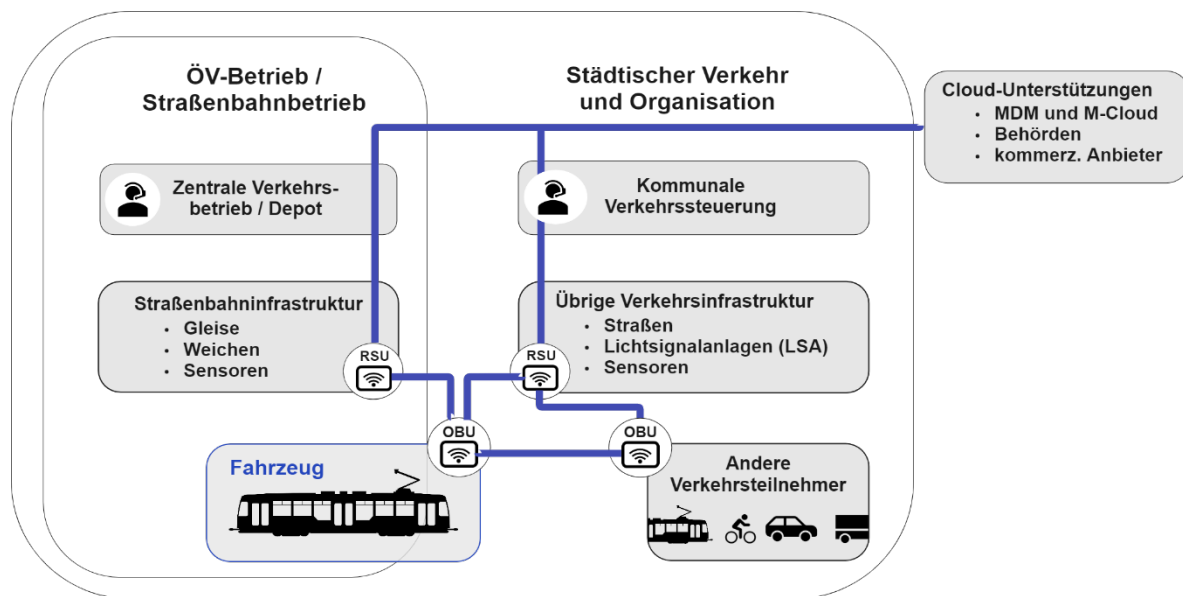 ÖV-Betrieb /
Straßenbahnbetrieb
Städtischer Verkehr
und Organisation
Cloud-Unterstützungen
• MDM und M-Cloud
• Behörden
• kommerz. Anbieter
Zentrale Verkehrs-
betrieb / Depot
Kommunale
Verkehrssteuerung
Straßenbahninfrastruktur
• Gleise
• Weichen
• Sensoren
RSU
Übrige Verkehrsinfrastruktur
• Straßen
• Lichtsignalanlagen (LSA)
• Sensoren
RSU
OBU
OBU
Fahrzeug
Andere
Verkehrsteilnehmer